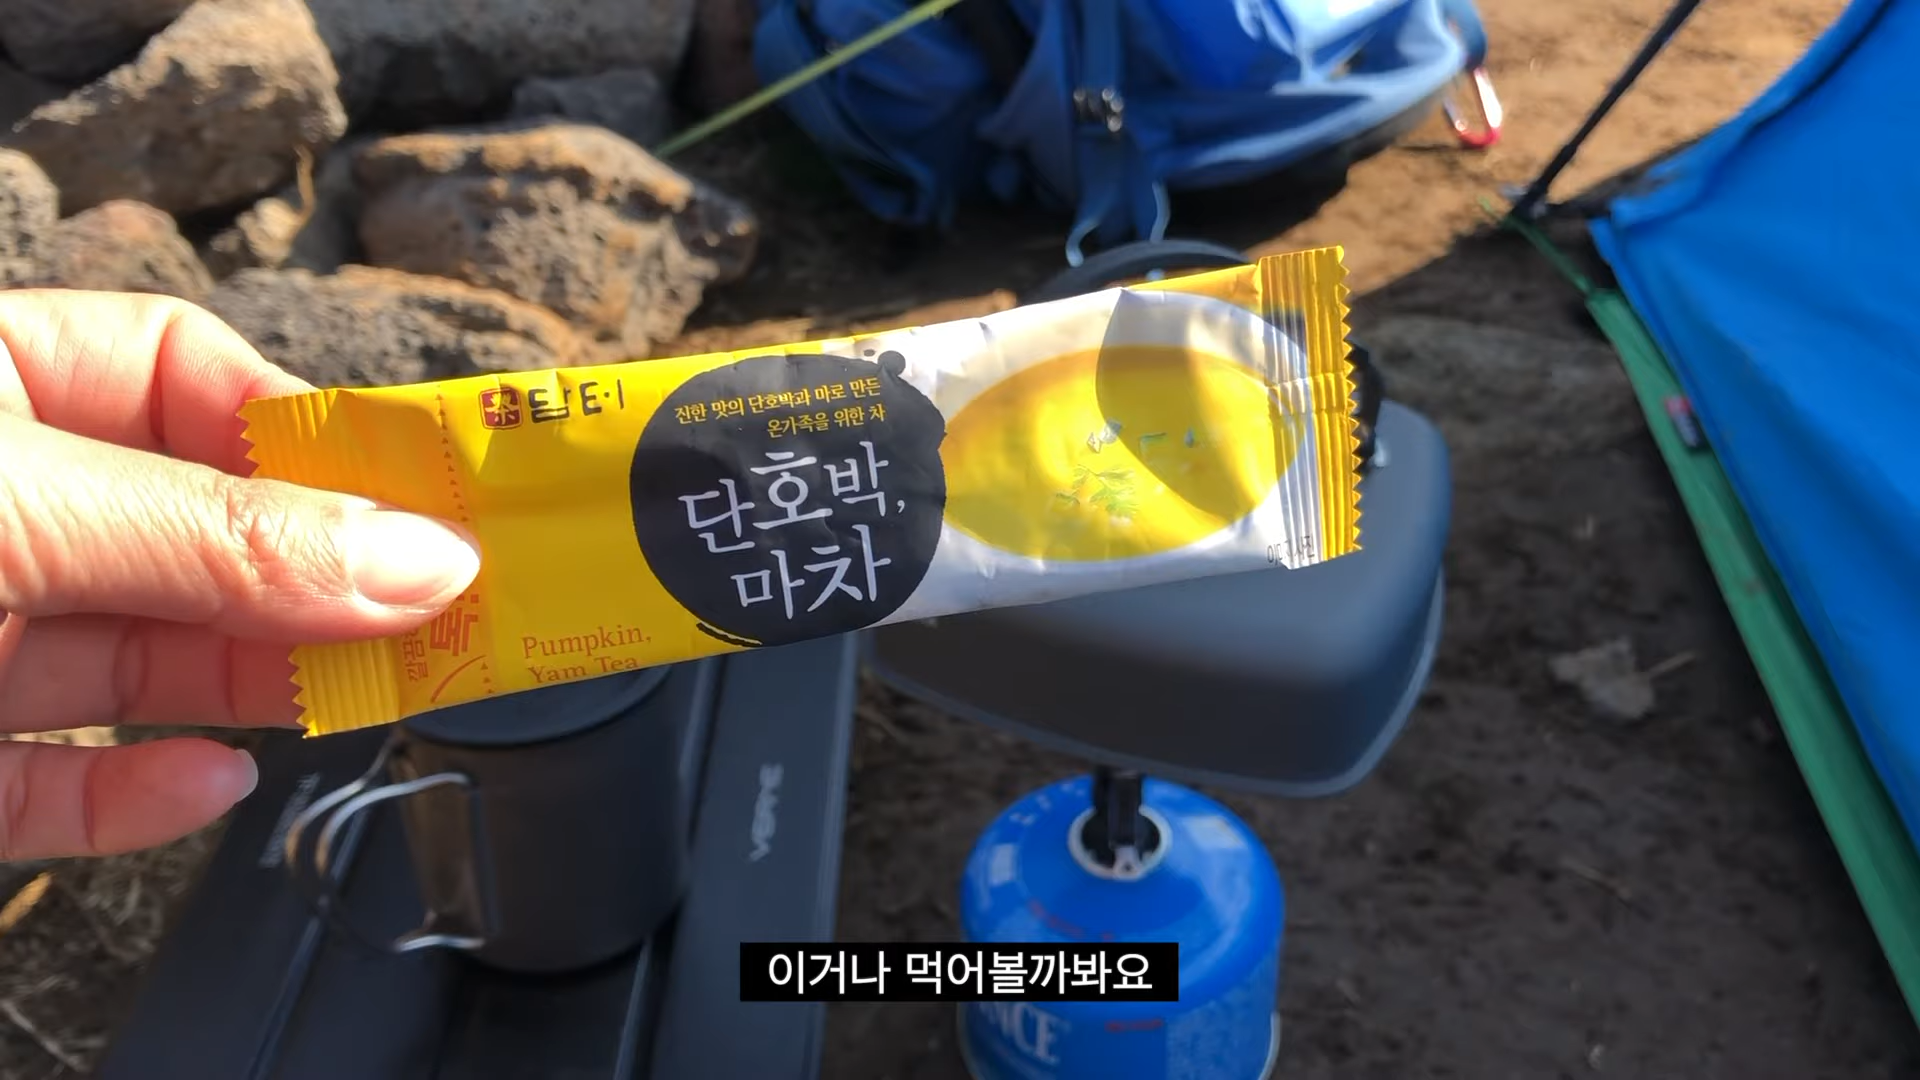 담터
진한 맛의 단호박과 마로 만든
온가족을 위한 차
단호박,
마차
Pumpkin,
Yam Tea
톡!
VERNE
이거나 먹어볼까봐요